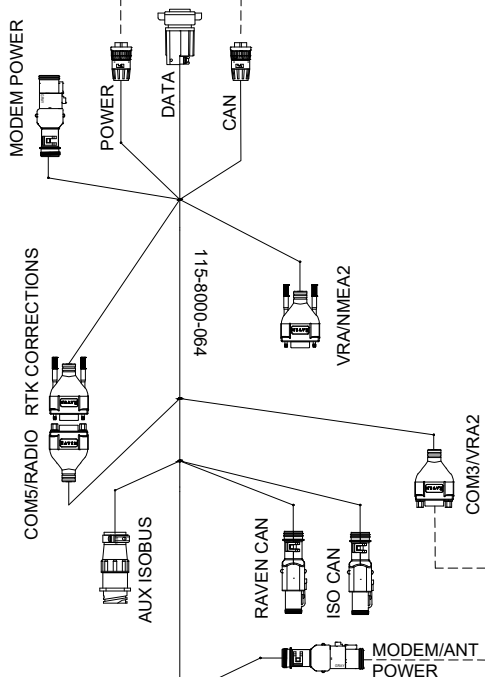 MODEM POWER
POWER
DATA
CAN
115-8000-064
VRA/NMEA2
COM5/RADIO
RTK CORRECTIONS
COM3/VRA2
AUX ISOBUS
RAVEN CAN
ISO CAN
MODEM/ANT
POWER